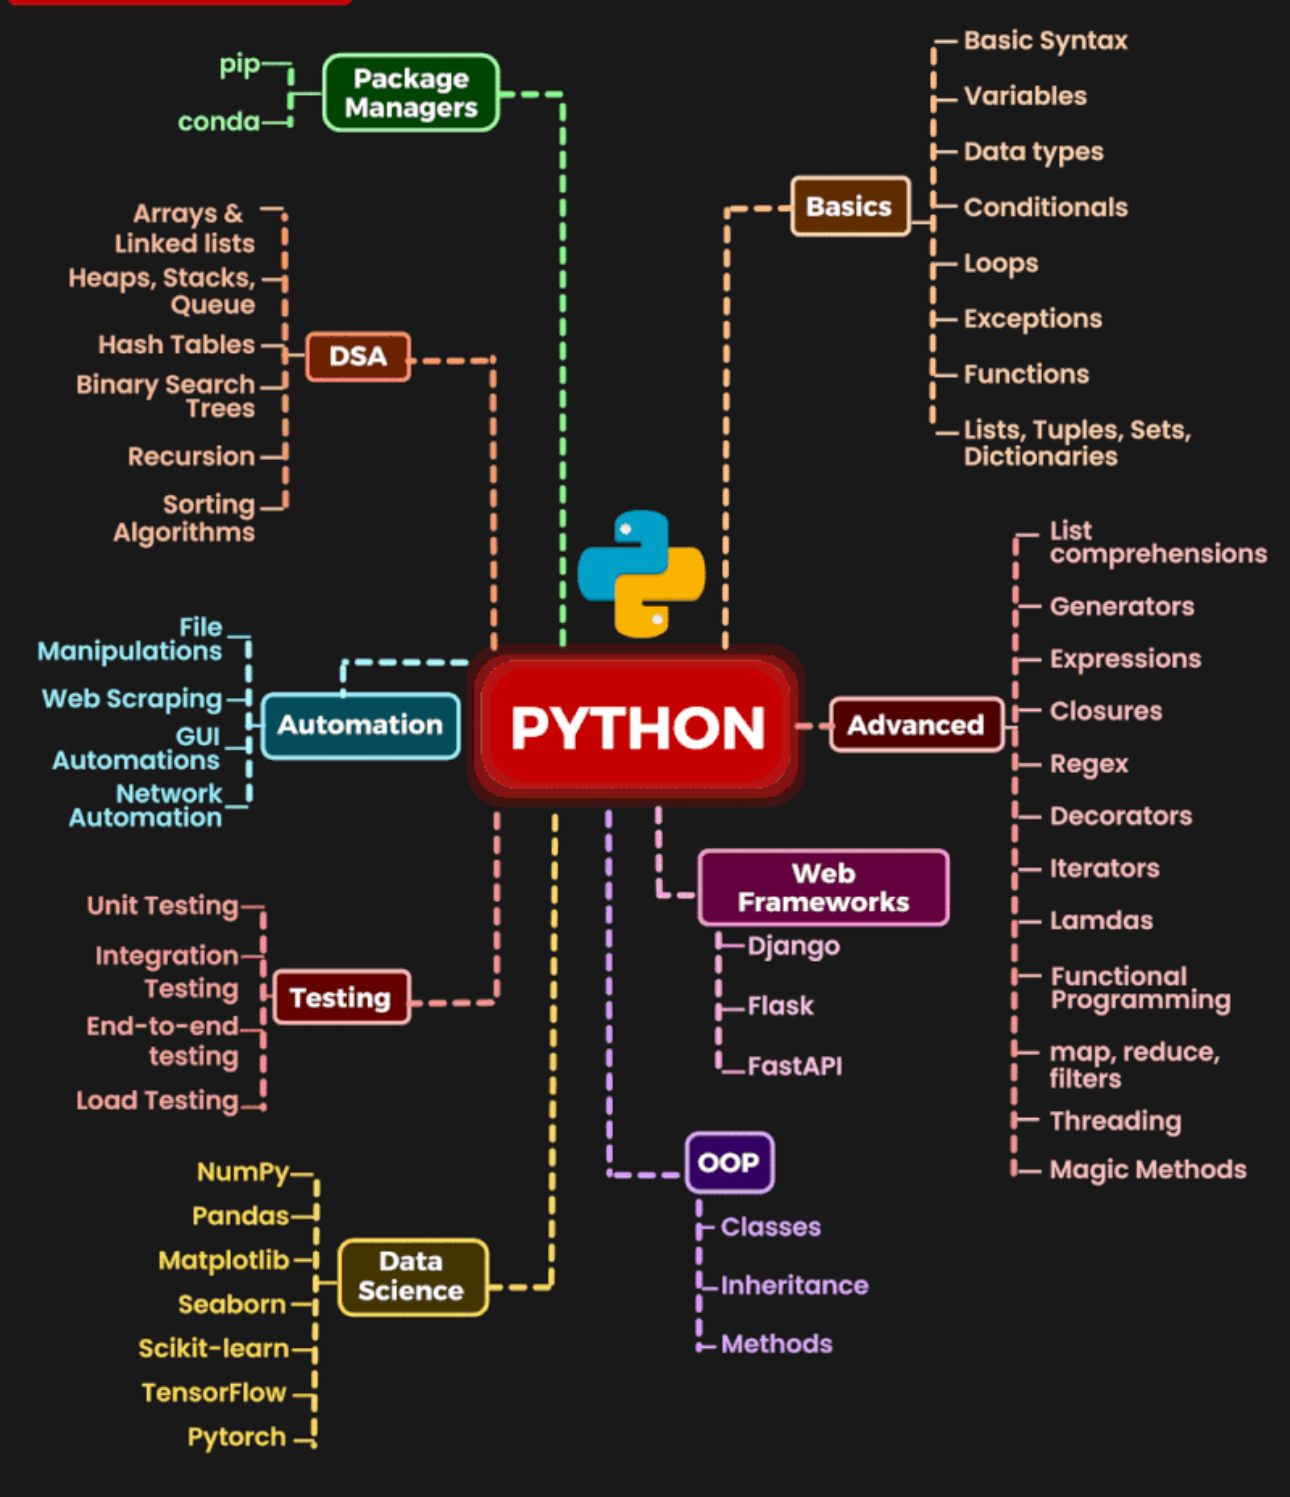 Package
Managers
pip
conda
Basics
Basic Syntax
Variables
Data types
Conditionals
Loops
Exceptions
Functions
Lists, Tuples, Sets,
Dictionaries
DSA
Arrays &
Linked lists
Heaps, Stacks,
Queue
Hash Tables
Binary Search
Trees
Recursion
Sorting
Algorithms
PYTHON
Automation
File
Manipulations
Web Scraping
GUI
Automations
Network
Automation
Advanced
List
comprehensions
Generators
Expressions
Closures
Regex
Decorators
Iterators
Lamdas
Functional
Programming
map, reduce,
filters
Threading
Magic Methods
Web
Frameworks
Django
Flask
FastAPI
Testing
Unit Testing
Integration
Testing
End-to-end
testing
Load Testing
OOP
Classes
Inheritance
Methods
Data
Science
NumPy
Pandas
Matplotlib
Seaborn
Scikit-learn
TensorFlow
Pytorch